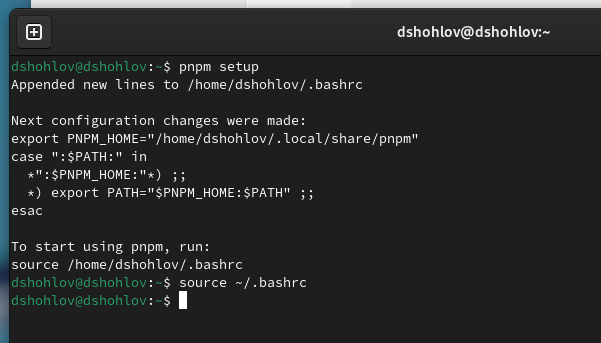 dshohlov@dshohlov:~
dshohlov@dshohlov:~$ pnpm setup
Appended new lines to /home/dshohlov/.bashrc

Next configuration changes were made:
export PNPM_HOME="/home/dshohlov/.local/share/pnpm"
case ":$PATH:" in
  *":$PNPM_HOME:"*) ;;
  *) export PATH="$PNPM_HOME:$PATH" ;;
esac

To start using pnpm, run:
source /home/dshohlov/.bashrc
dshohlov@dshohlov:~$ source ~/.bashrc
dshohlov@dshohlov:~$